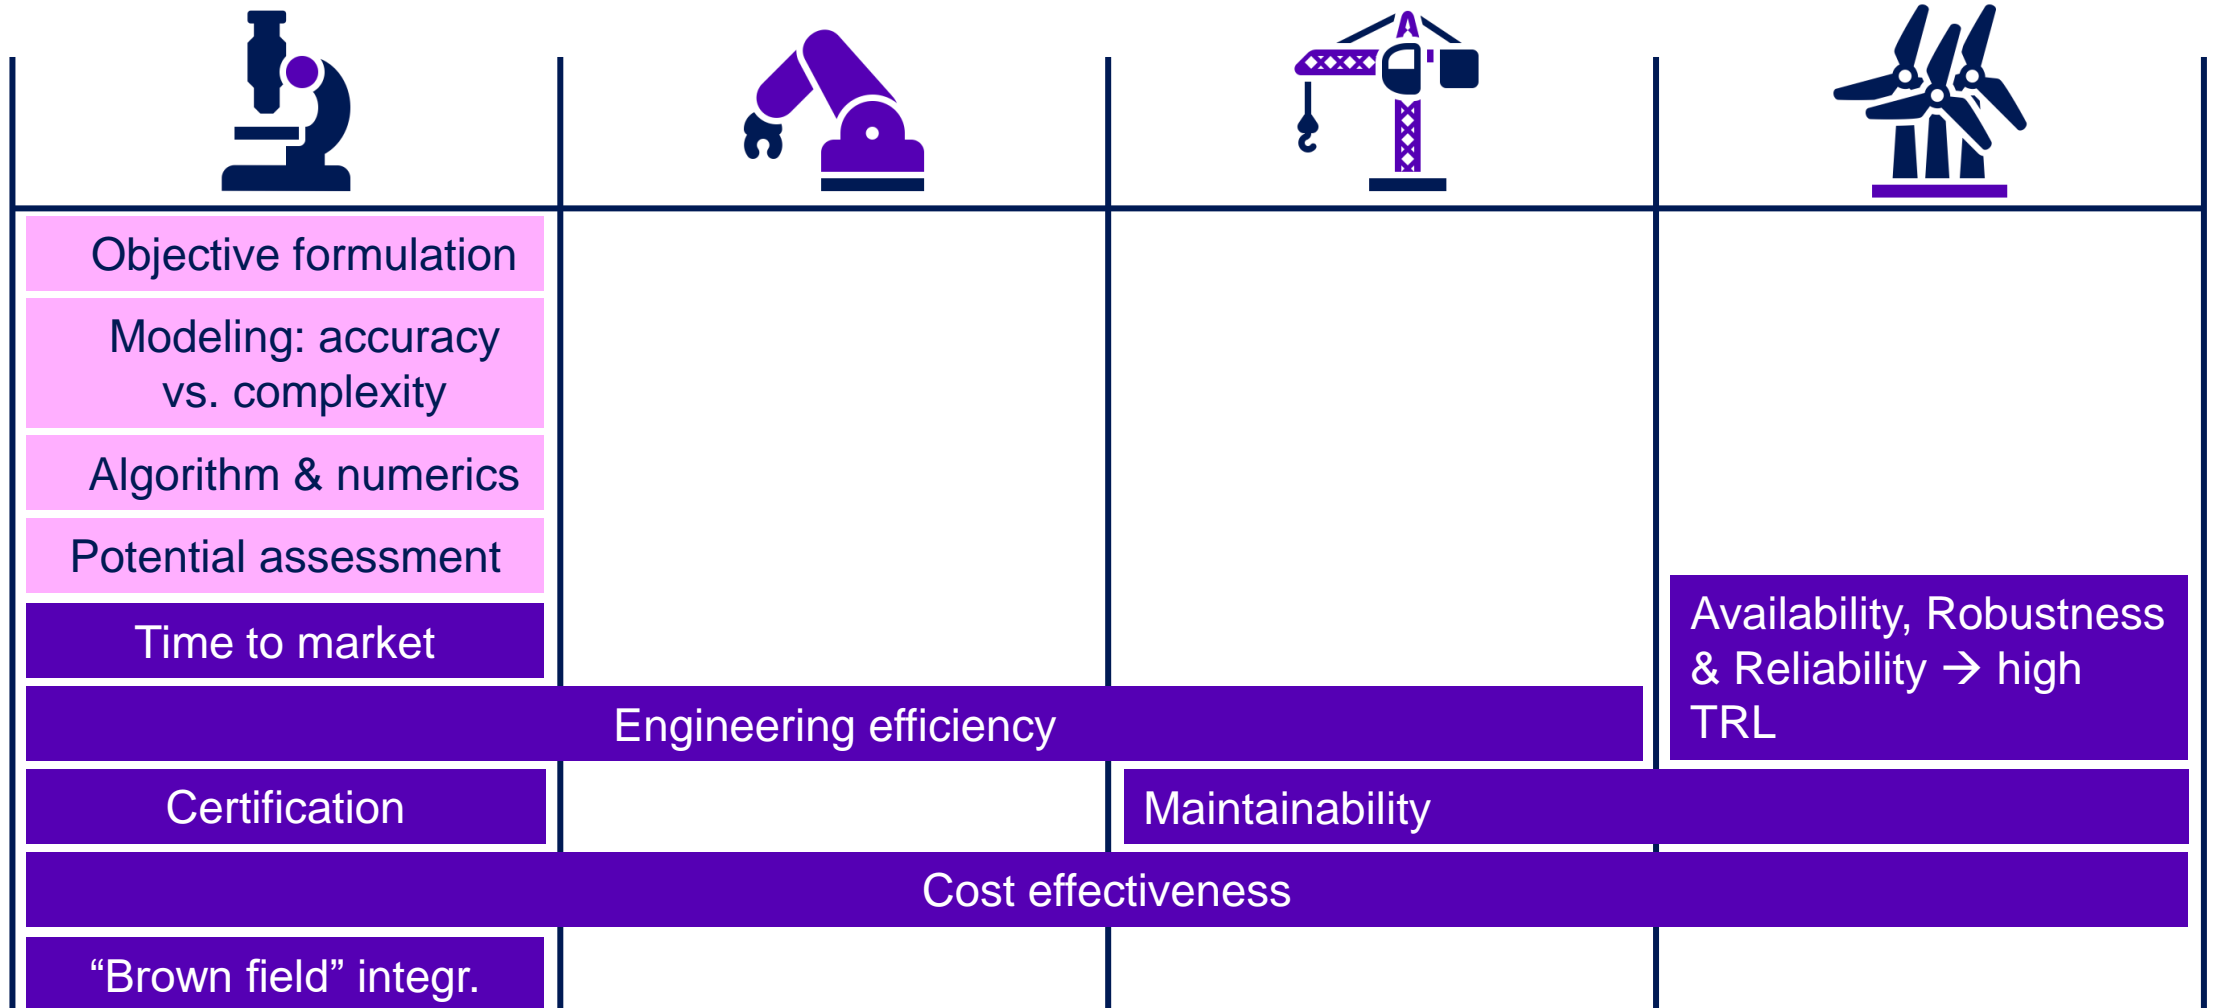 Objective formulation
Modeling: accuracy
vs. complexity
Algorithm & numerics
Potential assessment
Time to market
Availability, Robustness
& Reliability → high
TRL
Engineering efficiency
Certification
Maintainability
Cost effectiveness
“Brown field” integr.